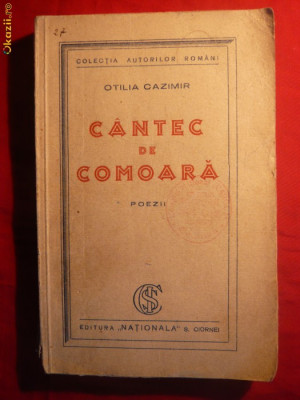 Okazii.ro
27
COLECȚIA AUTORILOR ROMÂNI
OTILIA CAZIMIR
CÂNTEC
DE
COMOARĂ
POEZII
EDITURA „NAȚIONALA" S. CIORNEI